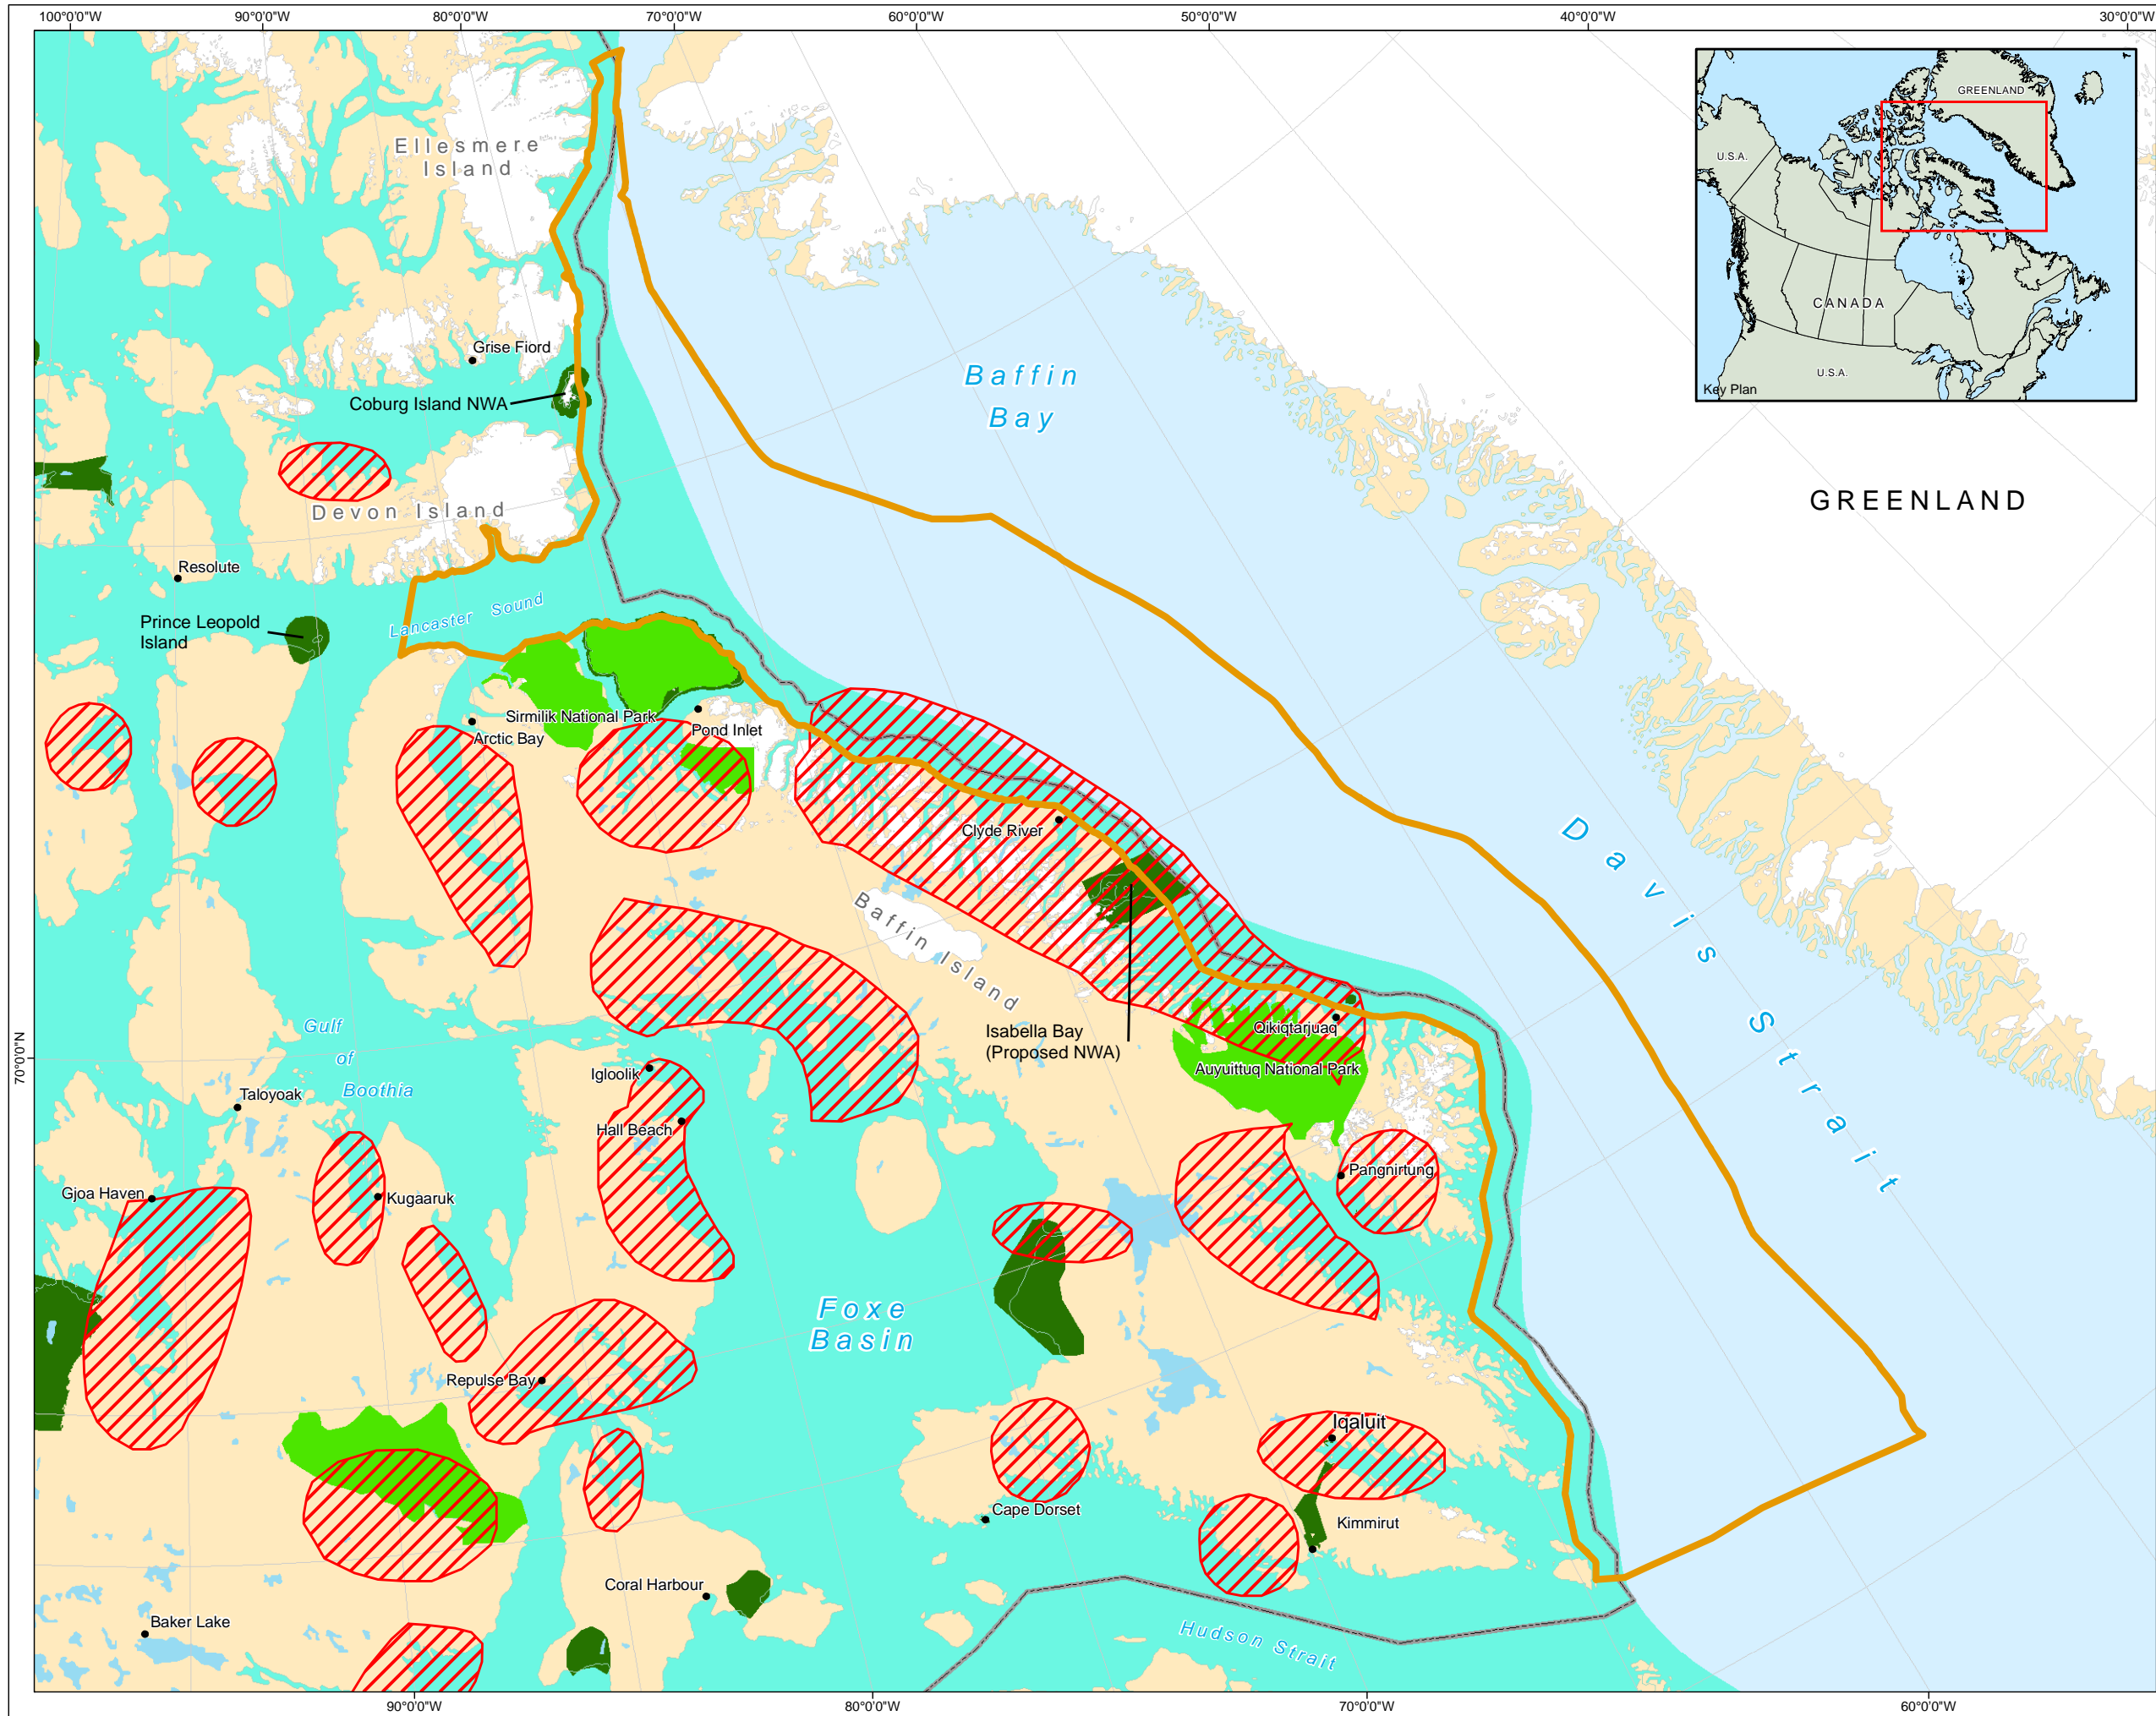 100°0'0"W
90°0'0"W
80°0'0"W
70°0'0"W
60°0'0"W
50°0'0"W
40°0'0"W
30°0'0"W
GREENLAND
U.S.A.
CANADA
U.S.A.
Key Plan
Ellesmere
Island
Grise Fiord
Coburg Island NWA
Baffin
Bay
GREENLAND
Devon Island
Resolute
Lancaster Sound
Prince Leopold
Island
Sirmilik National Park
Arctic Bay
Pond Inlet
Clyde River
Davis Strait
Baffin Island
Isabella Bay
(Proposed NWA)
Qikiqtarjuaq
Auyuittuq National Park
Gulf
of
Boothia
70°0'0"N
Igloolik
Taloyoak
Hall Beach
Pangnirtung
Gjoa Haven
Kugaaruk
Foxe
Basin
Repulse Bay
Iqaluit
Cape Dorset
Kimmirut
Coral Harbour
Baker Lake
Hudson Strait
90°0'0"W
80°0'0"W
70°0'0"W
60°0'0"W